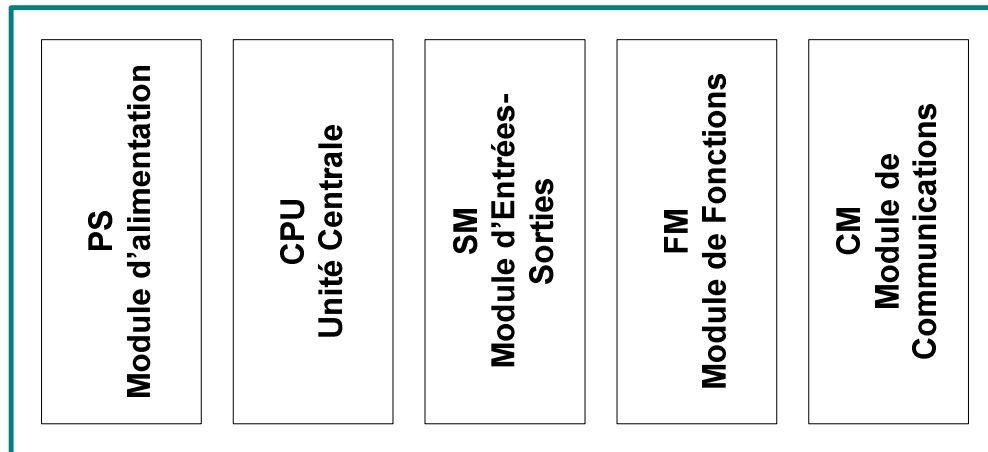 PS
Module d’alimentation
CPU
Unité Centrale
SM
Module d’Entrées-
Sorties
FM
Module de Fonctions
CM
Module de
Communications